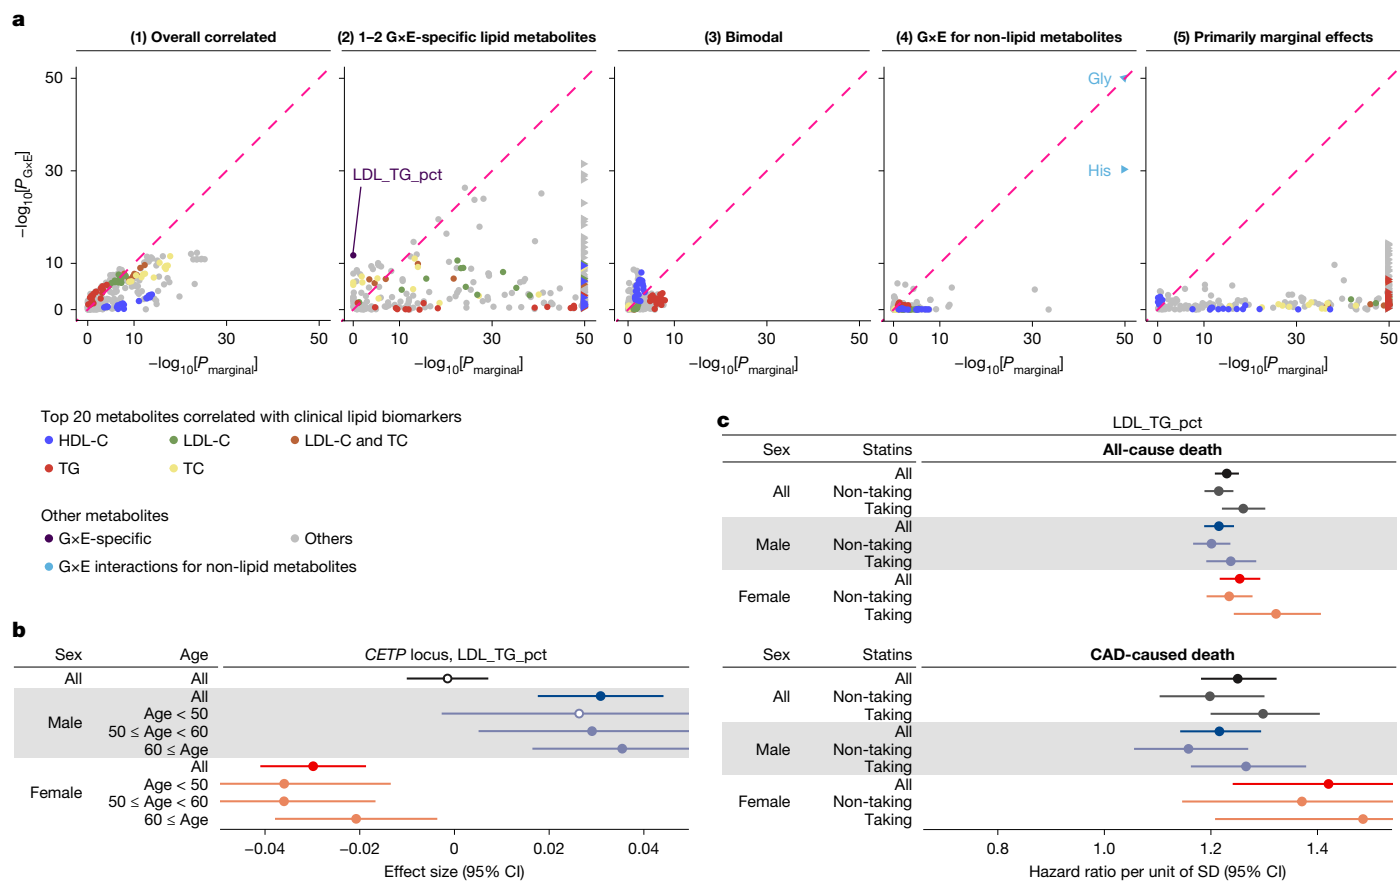 a
(1) Overall correlated
(2) 1–2 G×E-specific lipid metabolites
(3) Bimodal
(4) G×E for non-lipid metabolites
(5) Primarily marginal effects
−log10[PG×E]
50
30
10
0
LDL_TG_pct
Gly
His
0 10 30 50
0 10 30 50
0 10 30 50
0 10 30 50
0 10 30 50
−log10[Pmarginal]
−log10[Pmarginal]
−log10[Pmarginal]
−log10[Pmarginal]
−log10[Pmarginal]
Top 20 metabolites correlated with clinical lipid biomarkers
HDL-C LDL-C LDL-C and TC
TG TC
Other metabolites
G×E-specific Others
G×E interactions for non-lipid metabolites
b
Sex Age CETP locus, LDL_TG_pct
All All
Male
All
Age < 50
50 ≤ Age < 60
60 ≤ Age
Female
All
Age < 50
50 ≤ Age < 60
60 ≤ Age
−0.04 −0.02 0 0.02 0.04
Effect size (95% CI)
c
LDL_TG_pct
Sex Statins All-cause death
All
All
Non-taking
Taking
Male
All
Non-taking
Taking
Female
All
Non-taking
Taking
Sex Statins CAD-caused death
All
All
Non-taking
Taking
Male
All
Non-taking
Taking
Female
All
Non-taking
Taking
0.8 1.0 1.2 1.4
Hazard ratio per unit of SD (95% CI)